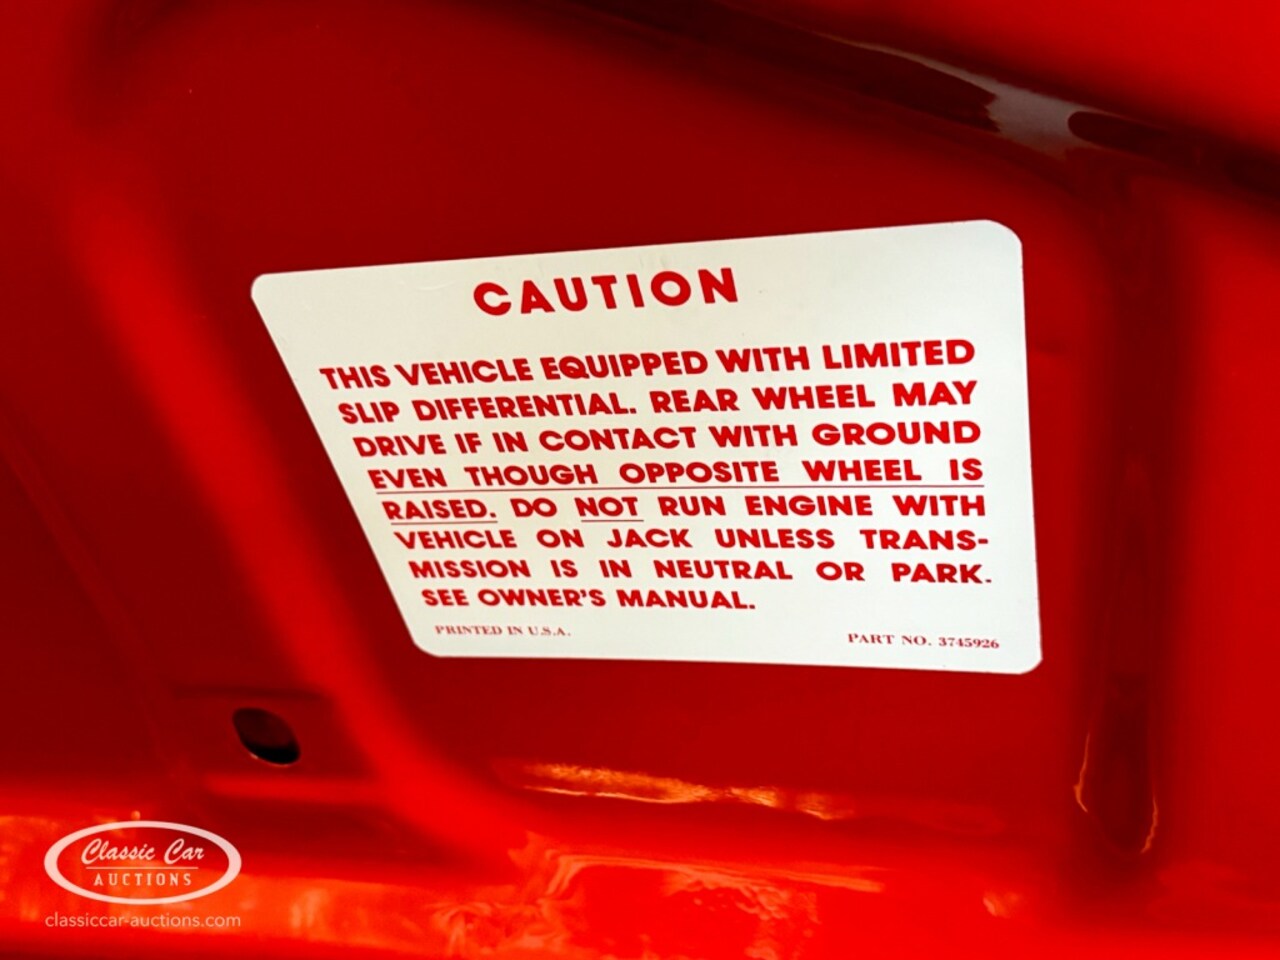 CAUTION
THIS VEHICLE EQUIPPED WITH LIMITED
SLIP DIFFERENTIAL. REAR WHEEL MAY
DRIVE IF IN CONTACT WITH GROUND
EVEN THOUGH OPPOSITE WHEEL IS
RAISED. DO NOT RUN ENGINE WITH
VEHICLE ON JACK UNLESS TRANS-
MISSION IS IN NEUTRAL OR PARK.
SEE OWNER'S MANUAL.
PRINTED IN U.S.A.
PART NO. 3745926
Classic Car
AUCTIONS
classiccar-auctions.com